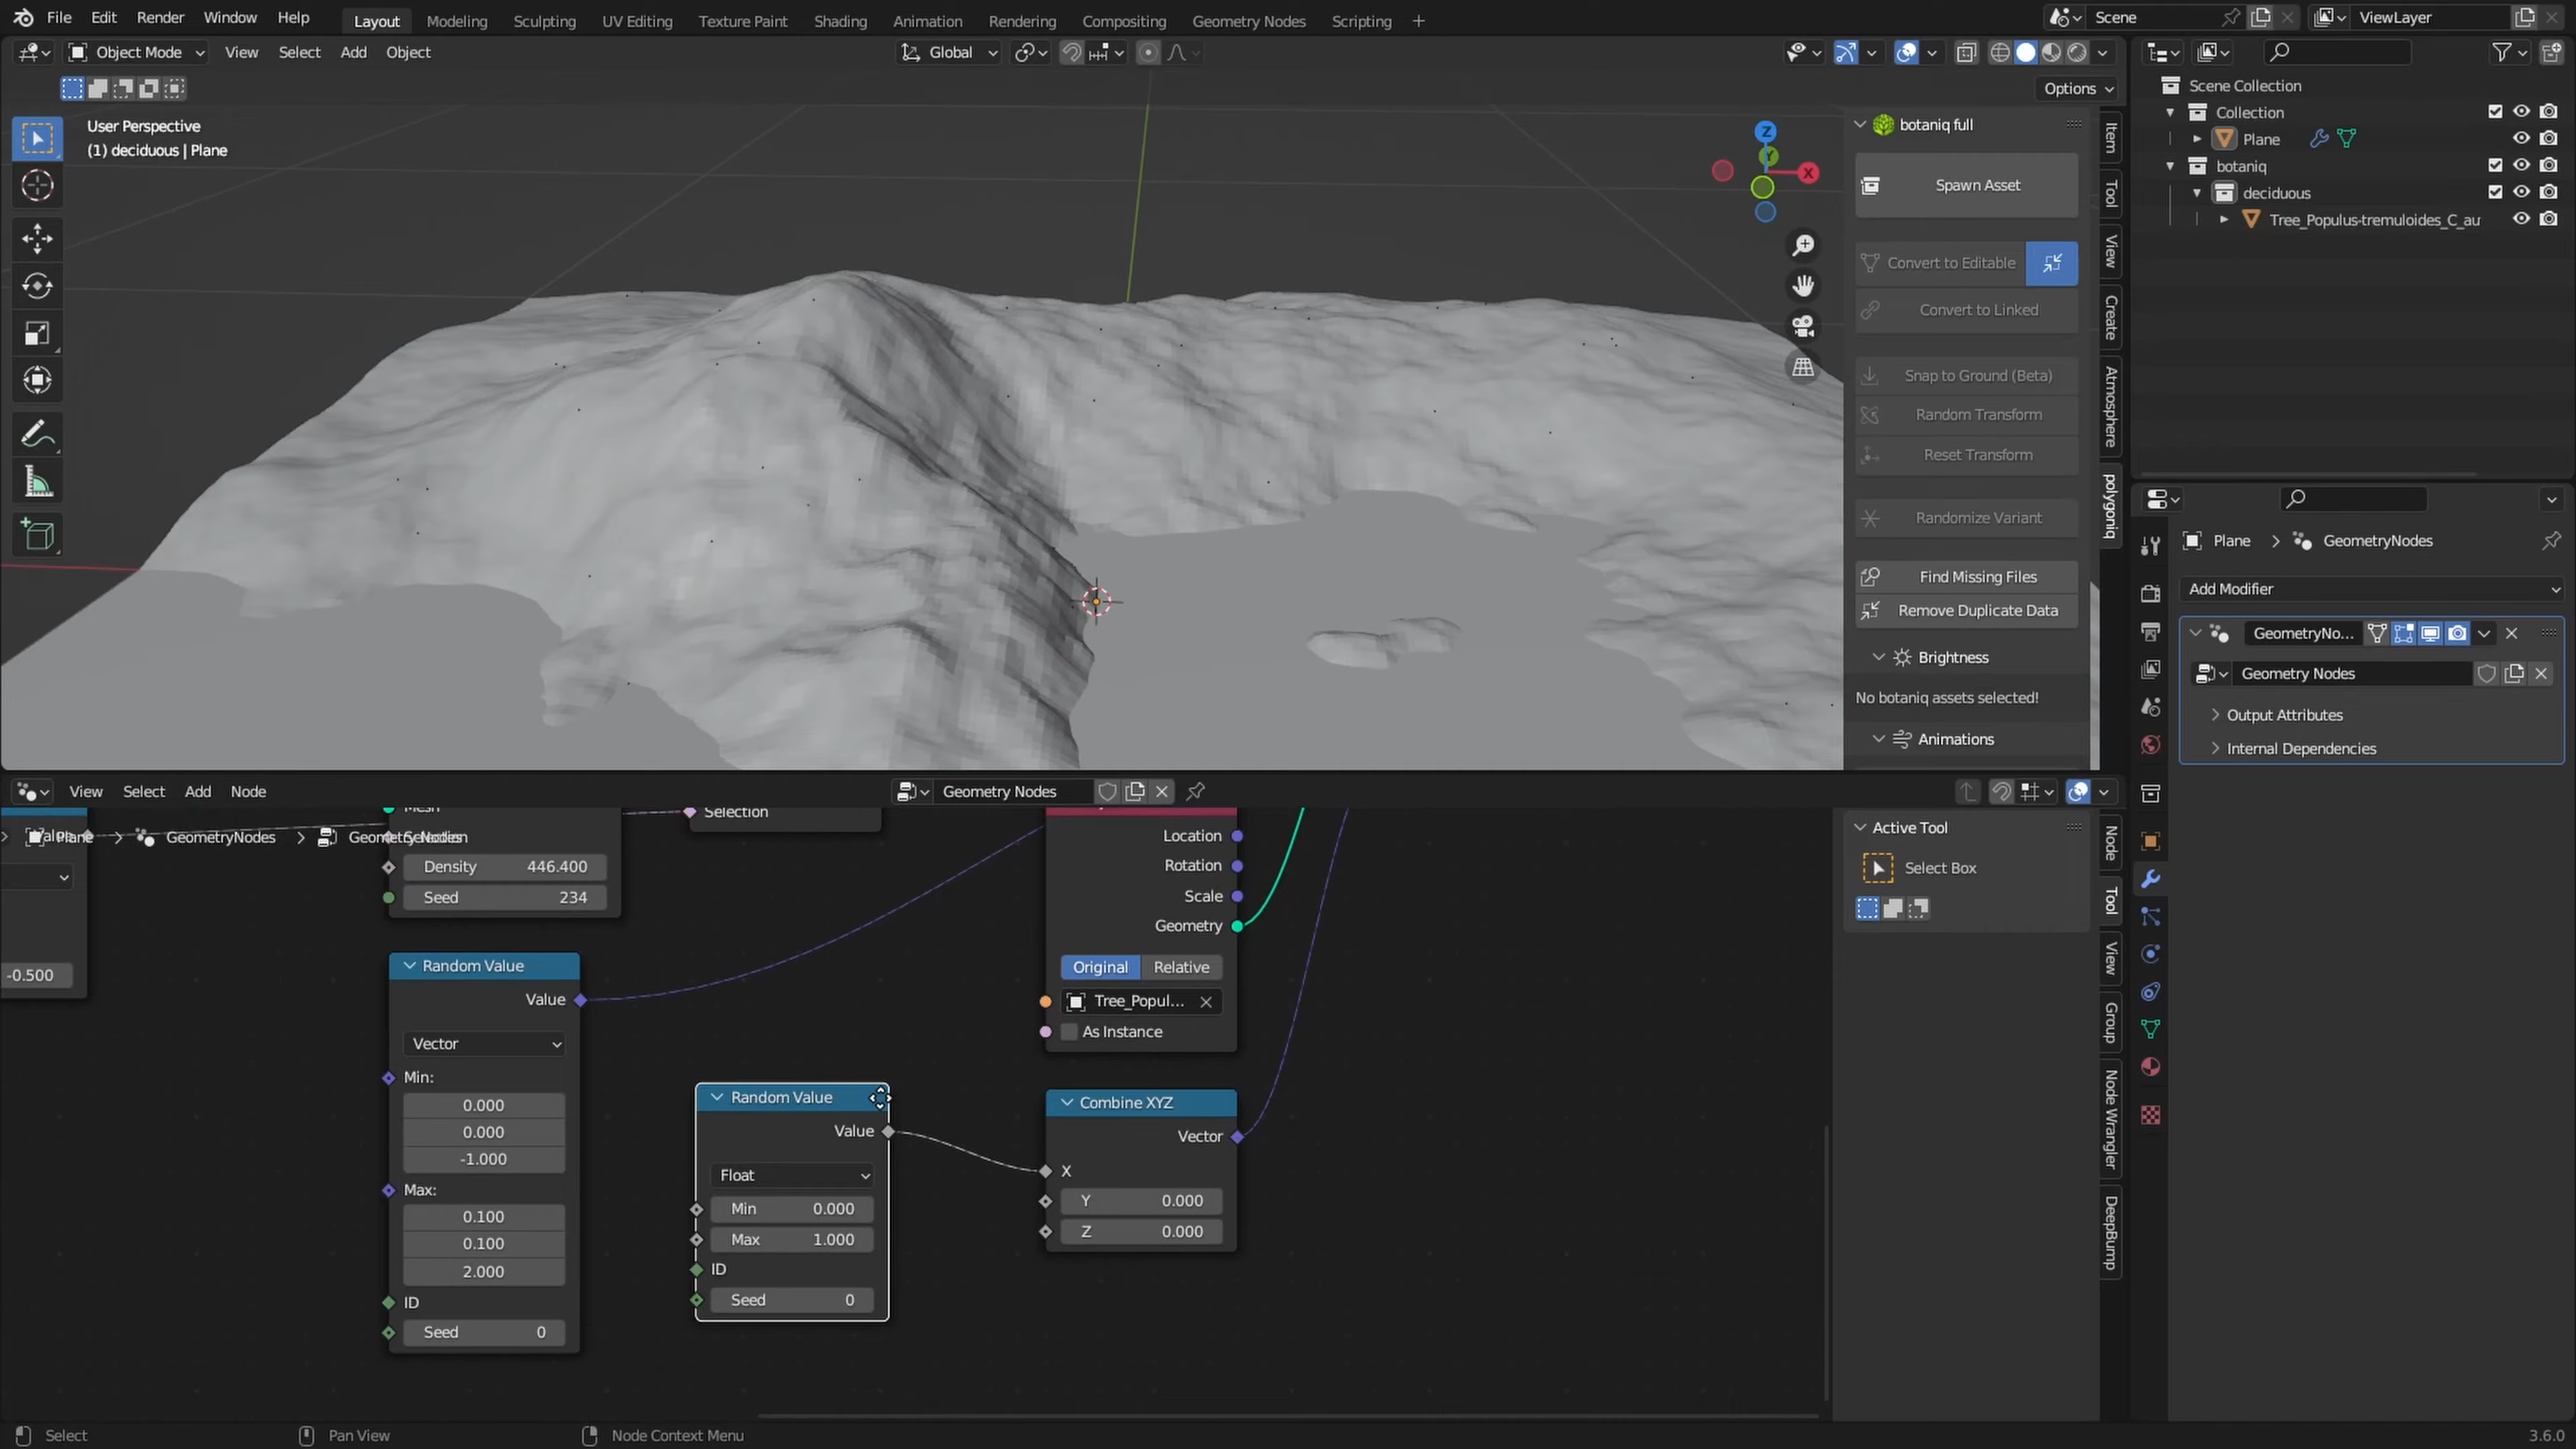 File Edit Render Window Help
Layout Modeling Sculpting UV Editing Texture Paint Shading Animation Rendering Compositing Geometry Nodes Scripting +
Scene
ViewLayer
Object Mode View Select Add Object
Global
Options
User Perspective
(1) deciduous | Plane
Z
Y
X
botaniq full
Spawn Asset
Convert to Editable
Convert to Linked
Snap to Ground (Beta)
Random Transform
Reset Transform
Randomize Variant
Find Missing Files
Remove Duplicate Data
Brightness
No botaniq assets selected!
Animations
Item
Tool
View
Create
Atmosphere
polygoniq
Scene Collection
Collection
Plane
botaniq
deciduous
Tree_Populus-tremuloides_C_au
Plane > GeometryNodes
Add Modifier
GeometryNo...
Geometry Nodes
Output Attributes
Internal Dependencies
View Select Add Node
Geometry Nodes
Plane > GeometryNodes > Geometry Nodes
Selection
Density 446.400
Seed 234
-0.500
Random Value
Value
Vector
Min:
0.000
0.000
-1.000
Max:
0.100
0.100
2.000
ID
Seed 0
Random Value
Value
Float
Min 0.000
Max 1.000
ID
Seed 0
Location
Rotation
Scale
Geometry
Original Relative
Tree_Popul...
As Instance
Combine XYZ
Vector
X
Y 0.000
Z 0.000
Active Tool
Select Box
Node
Tool
View
Group
Node Wrangler
DeepBump
Select
Pan View
Node Context Menu
3.6.0